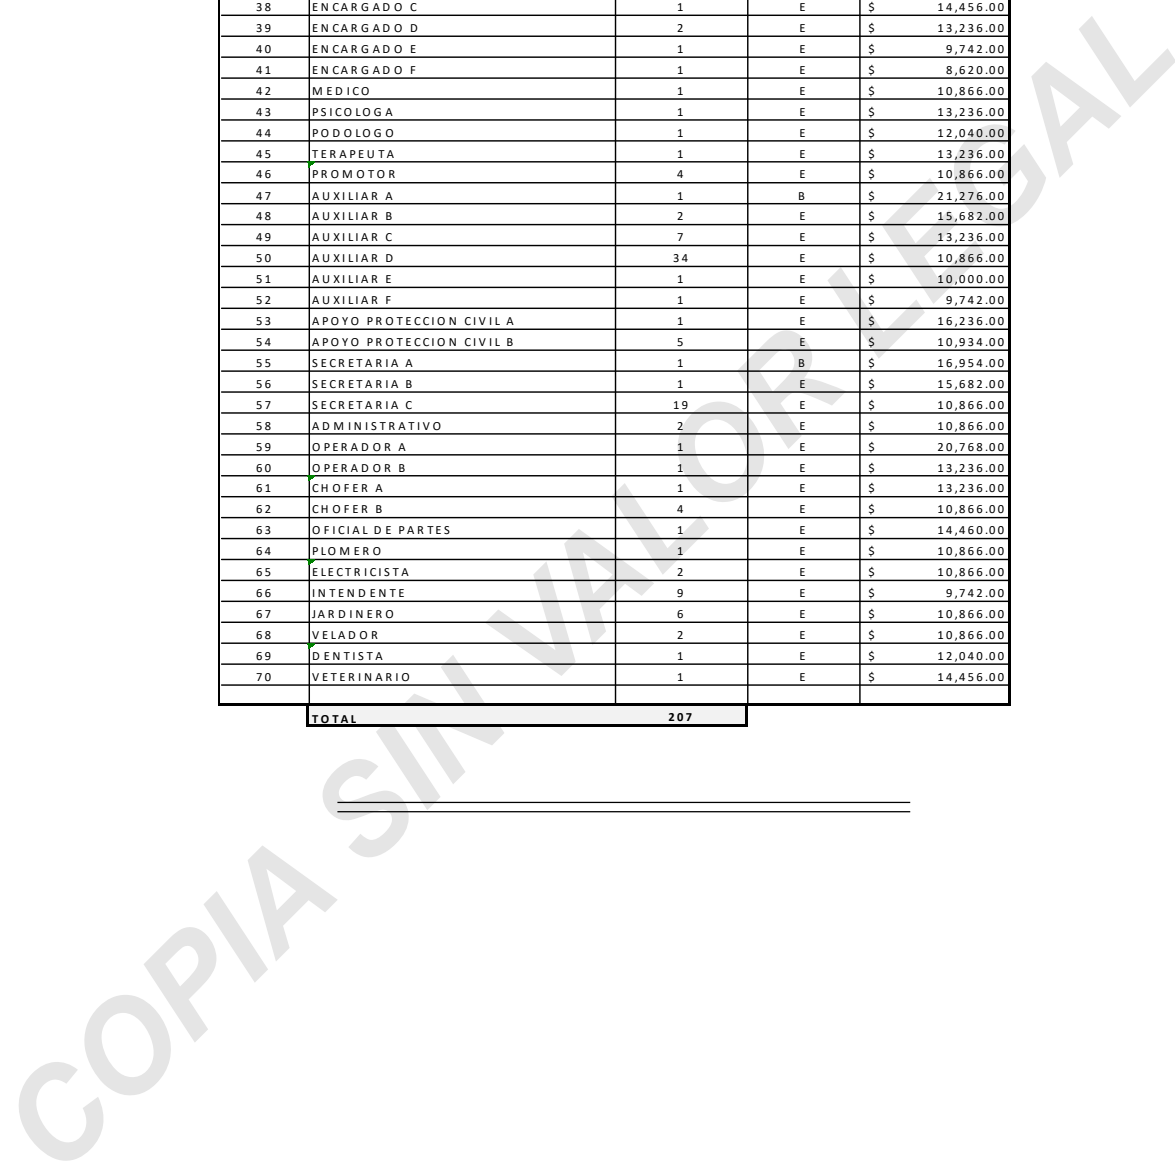 38 ENCARGADO C 1 E $ 14,456.00
39 ENCARGADO D 2 E $ 13,236.00
40 ENCARGADO E 1 E $ 9,742.00
41 ENCARGADO F 1 E $ 8,620.00
42 MEDICO 1 E $ 10,866.00
43 PSICOLOGA 1 E $ 13,236.00
44 PODOLOGO 1 E $ 12,040.00
45 TERAPEUTA 1 E $ 13,236.00
46 PROMOTOR 4 E $ 10,866.00
47 AUXILIAR A 1 B $ 21,276.00
48 AUXILIAR B 2 E $ 15,682.00
49 AUXILIAR C 7 E $ 13,236.00
50 AUXILIAR D 34 E $ 10,866.00
51 AUXILIAR E 1 E $ 10,000.00
52 AUXILIAR F 1 E $ 9,742.00
53 APOYO PROTECCION CIVIL A 1 E $ 16,236.00
54 APOYO PROTECCION CIVIL B 5 E $ 10,934.00
55 SECRETARIA A 1 B $ 16,954.00
56 SECRETARIA B 1 E $ 15,682.00
57 SECRETARIA C 19 E $ 10,866.00
58 ADMINISTRATIVO 2 E $ 10,866.00
59 OPERADOR A 1 E $ 20,768.00
60 OPERADOR B 1 E $ 13,236.00
61 CHOFER A 1 E $ 13,236.00
62 CHOFER B 4 E $ 10,866.00
63 OFICIAL DE PARTES 1 E $ 14,460.00
64 PLOMERO 1 E $ 10,866.00
65 ELECTRICISTA 2 E $ 10,866.00
66 INTENDENTE 9 E $ 9,742.00
67 JARDINERO 6 E $ 10,866.00
68 VELADOR 2 E $ 10,866.00
69 DENTISTA 1 E $ 12,040.00
70 VETERINARIO 1 E $ 14,456.00
TOTAL 207
COPIA SIN VALOR LEGAL